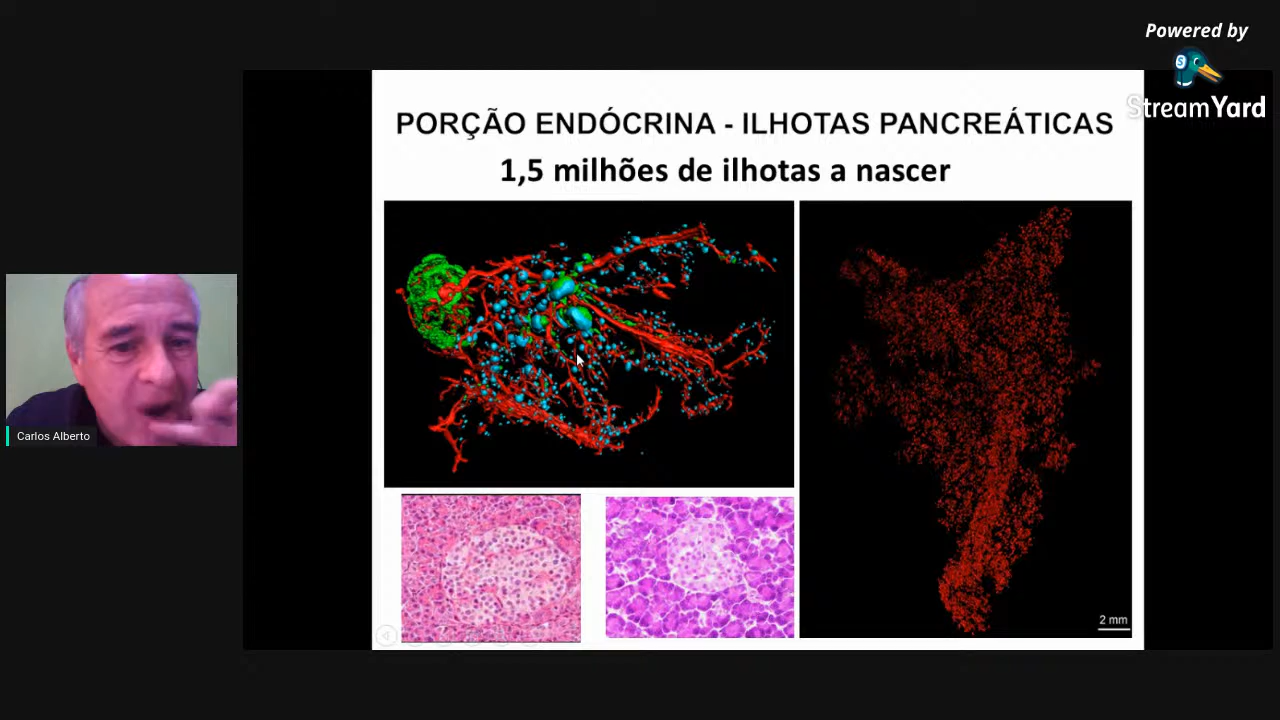 Powered by
StreamYard
PORÇÃO ENDÓCRINA - ILHOTAS PANCREÁTICAS
1,5 milhões de ilhotas a nascer
Carlos Alberto
2 mm